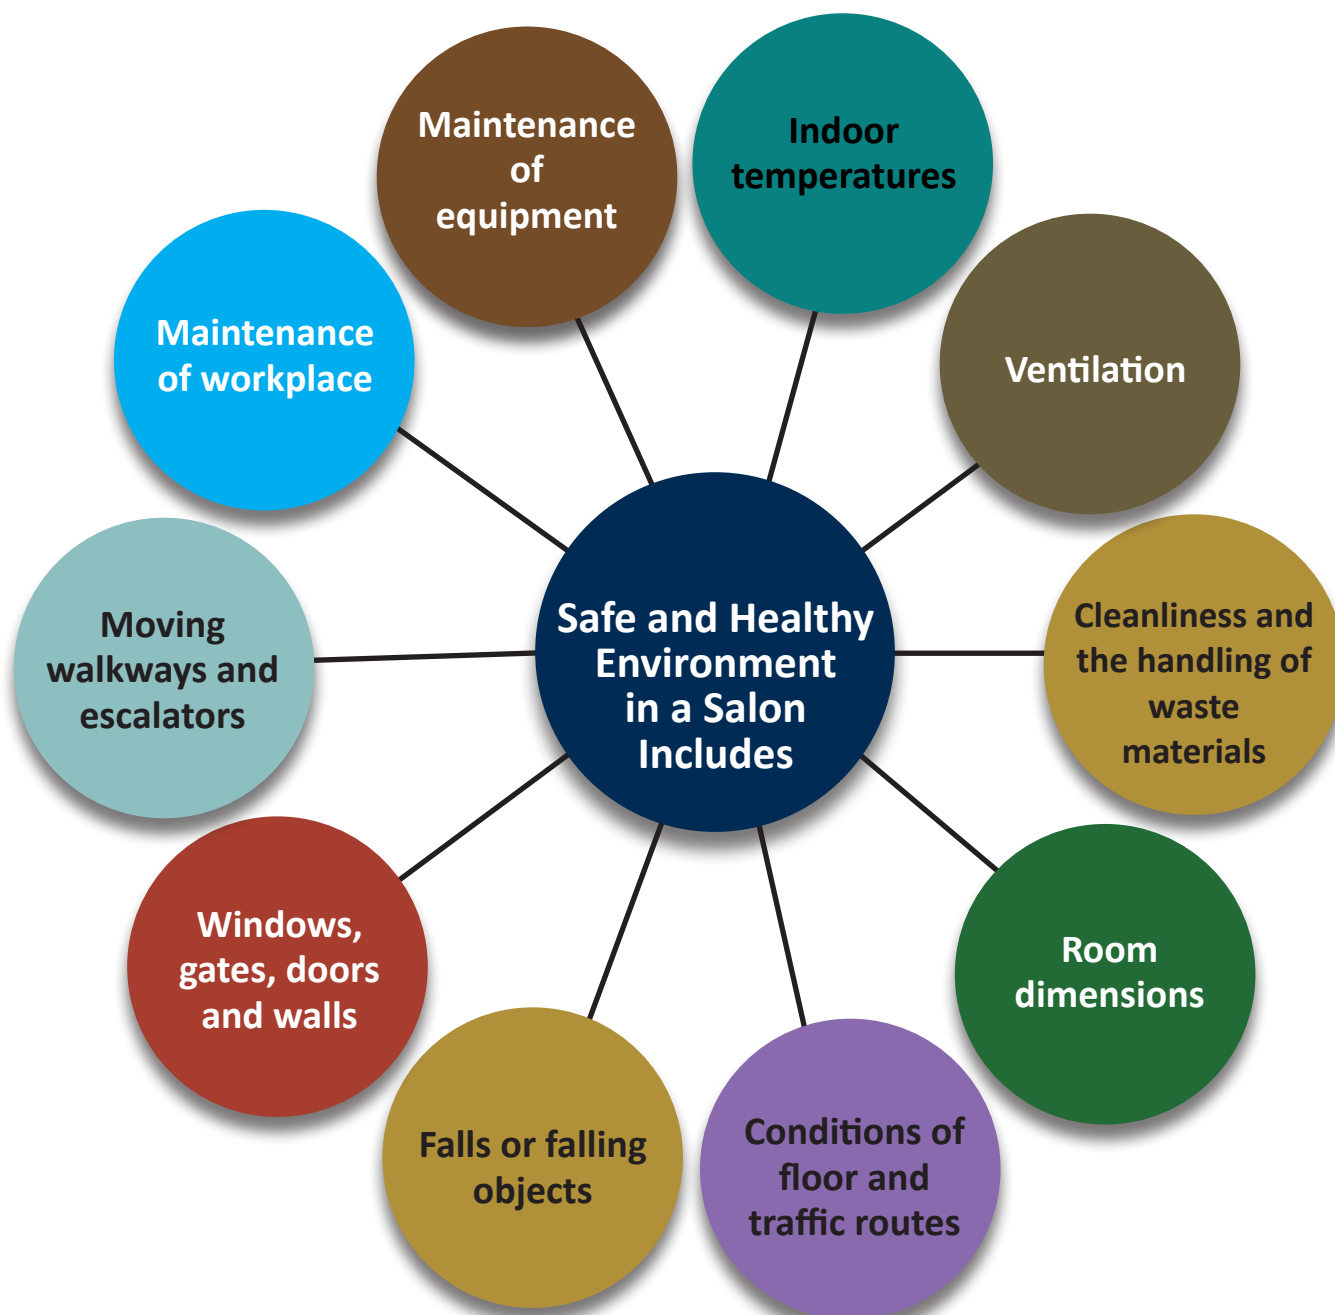 Maintenance
of
equipment
Indoor
temperatures
Ventilation
Cleanliness and
the handling of
waste
materials
Room
dimensions
Conditions of
floor and
traffic routes
Falls or falling
objects
Windows,
gates, doors
and walls
Moving
walkways and
escalators
Maintenance
of workplace
Safe and Healthy
Environment
in a Salon
Includes